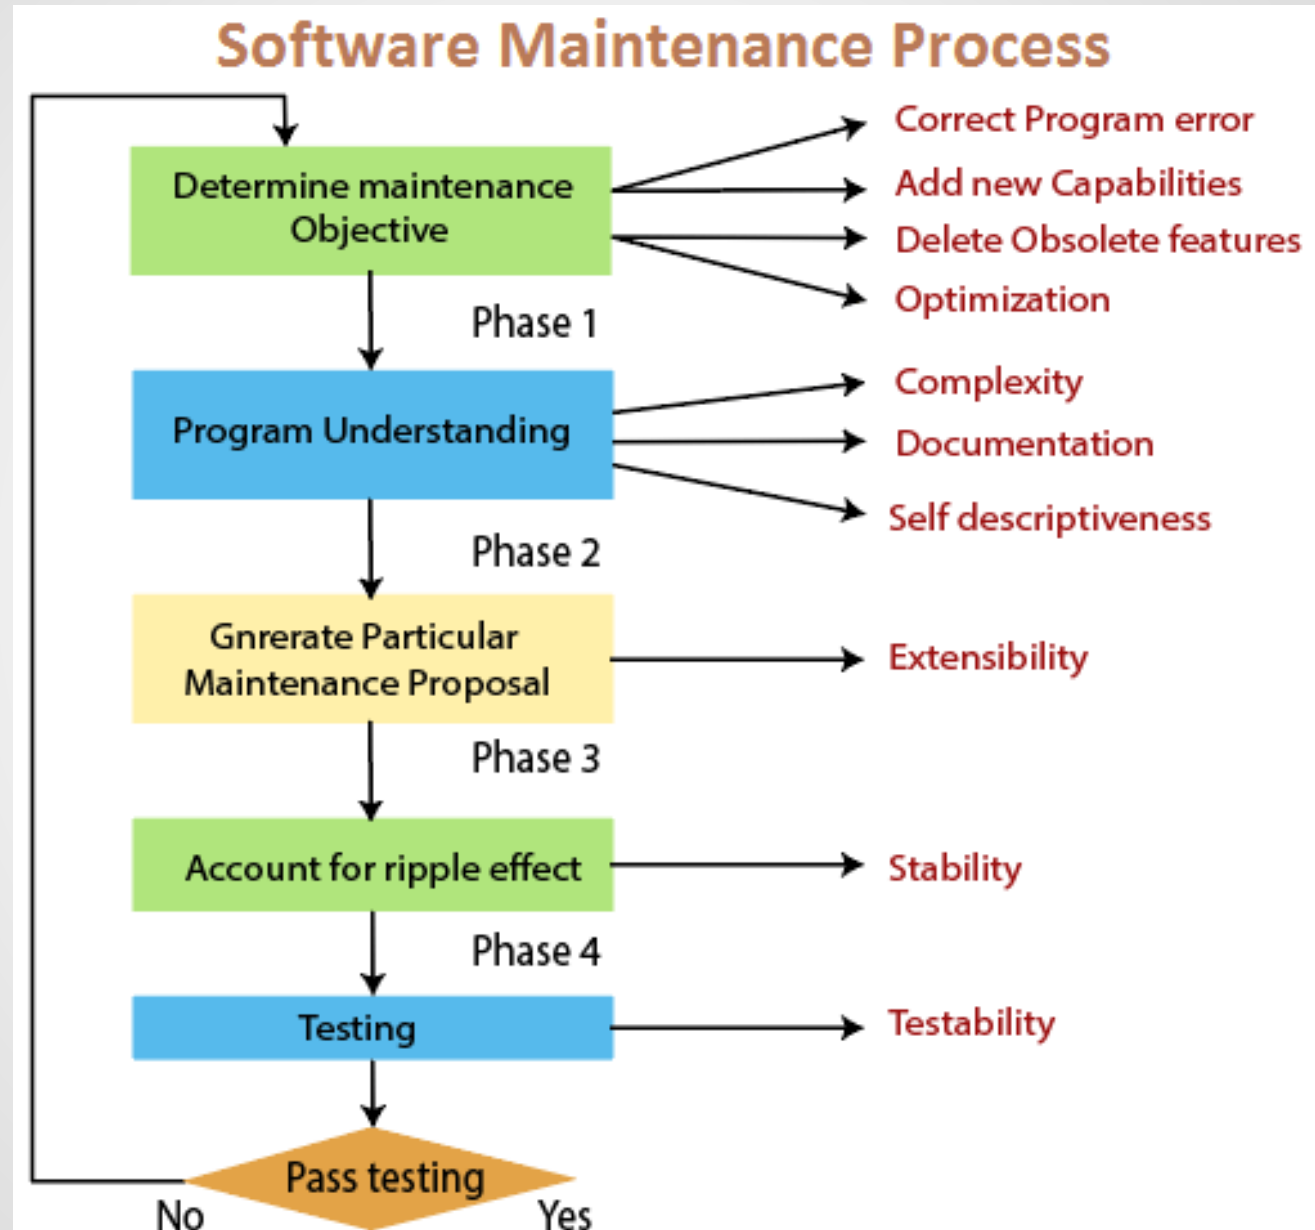 Software Maintenance Process
Determine maintenance
Objective
Correct Program error
Add new Capabilities
Delete Obsolete features
Optimization
Phase 1
Program Understanding
Complexity
Documentation
Self descriptiveness
Phase 2
Gnrerate Particular
Maintenance Proposal
Extensibility
Phase 3
Account for ripple effect
Stability
Phase 4
Testing
Testability
Pass testing
No
Yes